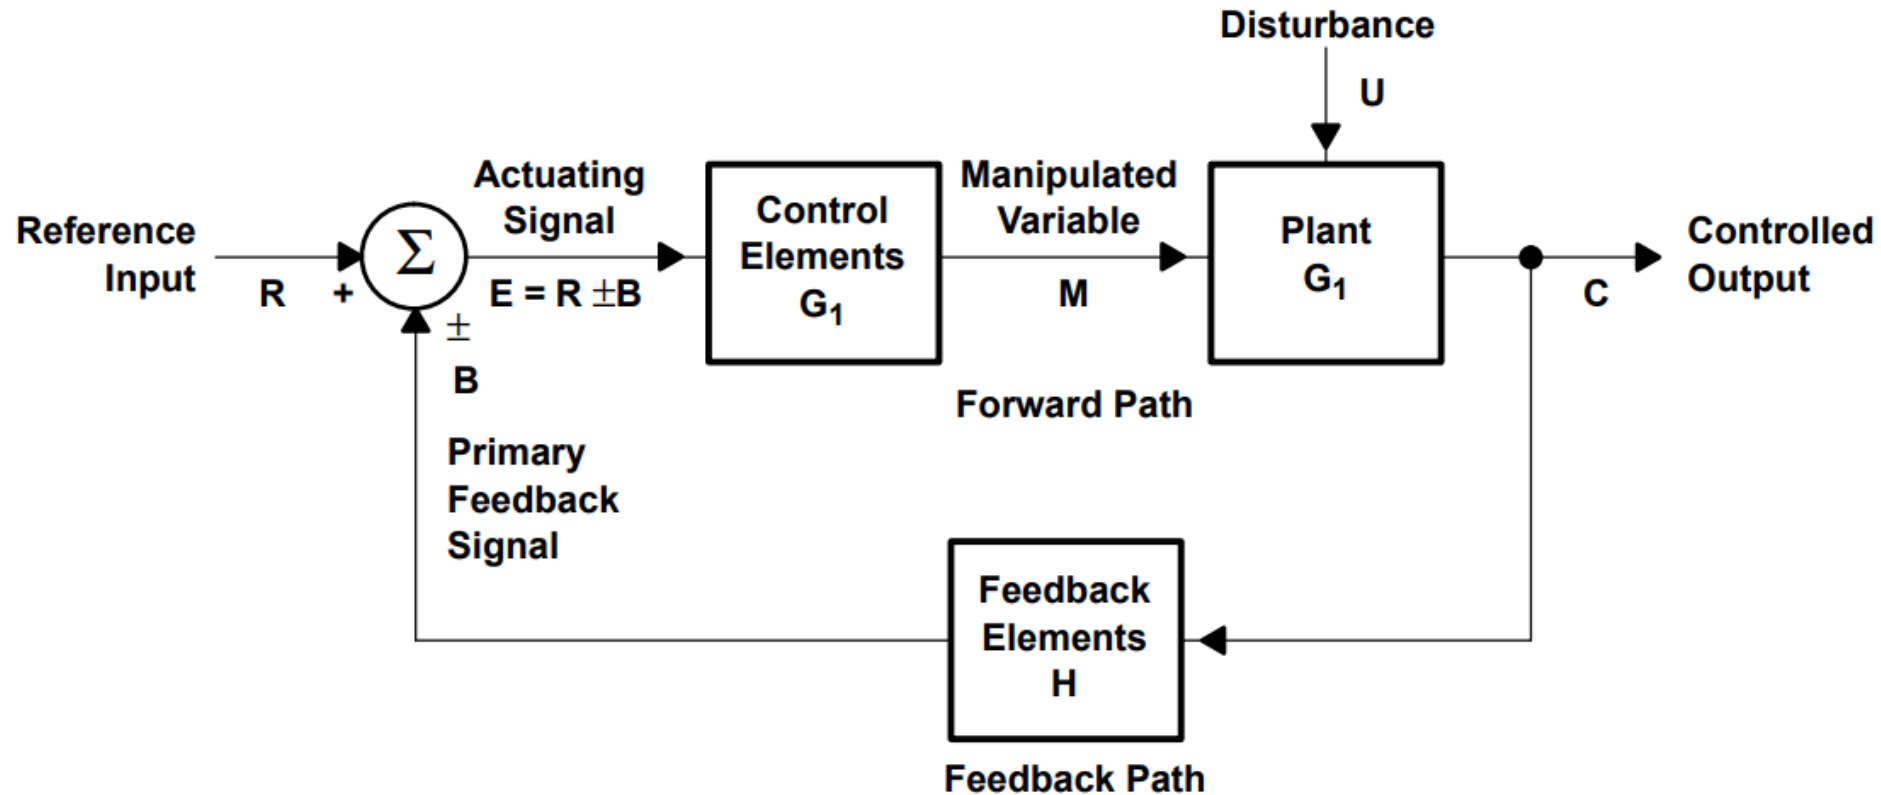 Disturbance
U
Reference
Input
R
+
Σ
±
B
Actuating
Signal
E = R ±B
Control
Elements
G₁
Manipulated
Variable
M
Plant
G₁
Controlled
Output
C
Forward Path
Primary
Feedback
Signal
Feedback
Elements
H
Feedback Path